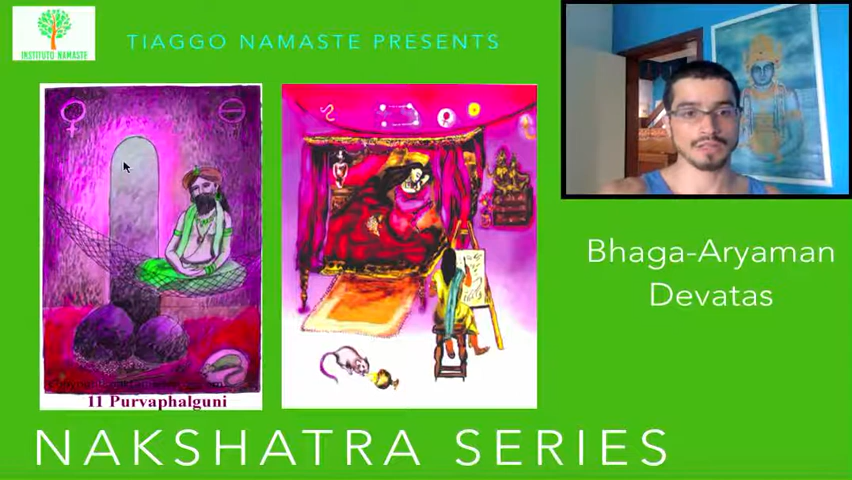 INSTITUTO NAMASTE
TIAGGO NAMASTE PRESENTS
11 Purvaphalguni
Bhaga-Aryaman
Devatas
NAKSHATRA SERIES